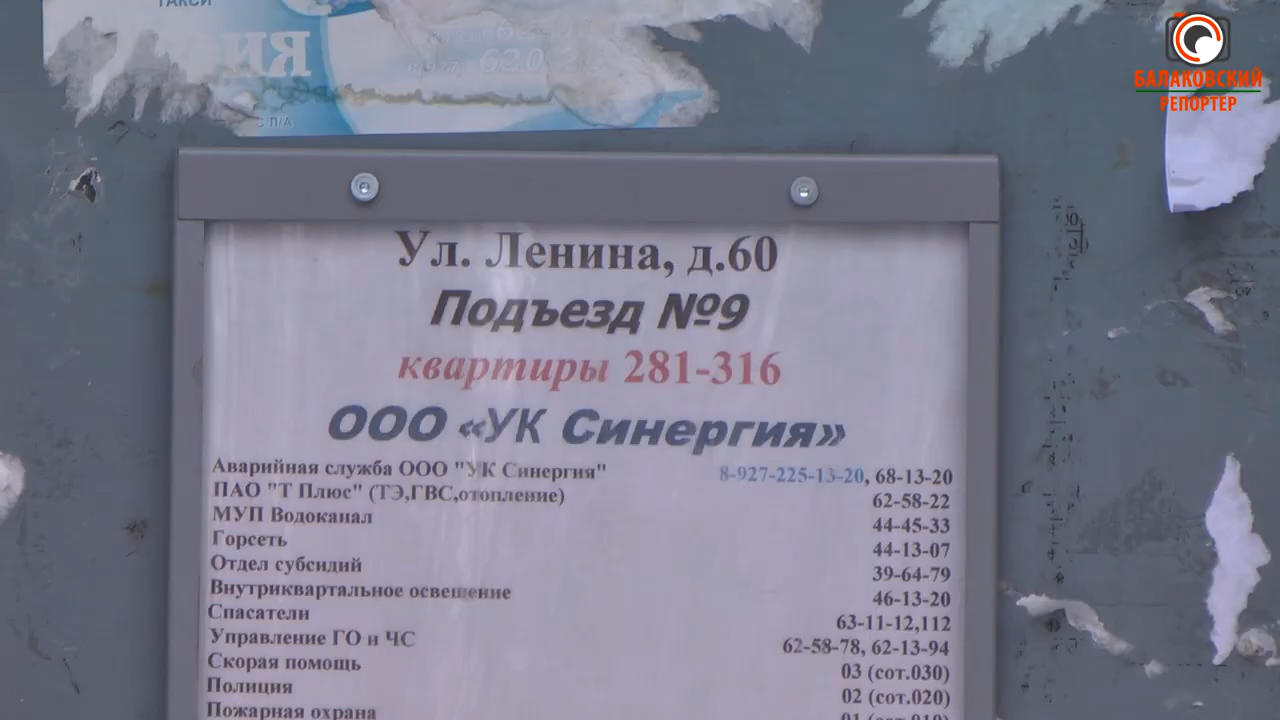 ТАКСИ
БАЛАКОВСКИЙ
РЕПОРТЁР
Ул. Ленина, д.60
Подъезд №9
квартиры 281-316
ООО «УК Синергия»
Аварийная служба ООО "УК Синергия" 8-927-225-13-20, 68-13-20
ПАО "Т Плюс" (ТЭ,ГВС,отопление) 62-58-22
МУП Водоканал 44-45-33
Горсеть 44-13-07
Отдел субсидий 39-64-79
Внутриквартальное освещение 46-13-20
Спасатели 63-11-12,112
Управление ГО и ЧС 62-58-78, 62-13-94
Скорая помощь 03 (сот.030)
Полиция 02 (сот.020)
Пожарная охрана 01 (сот.010)